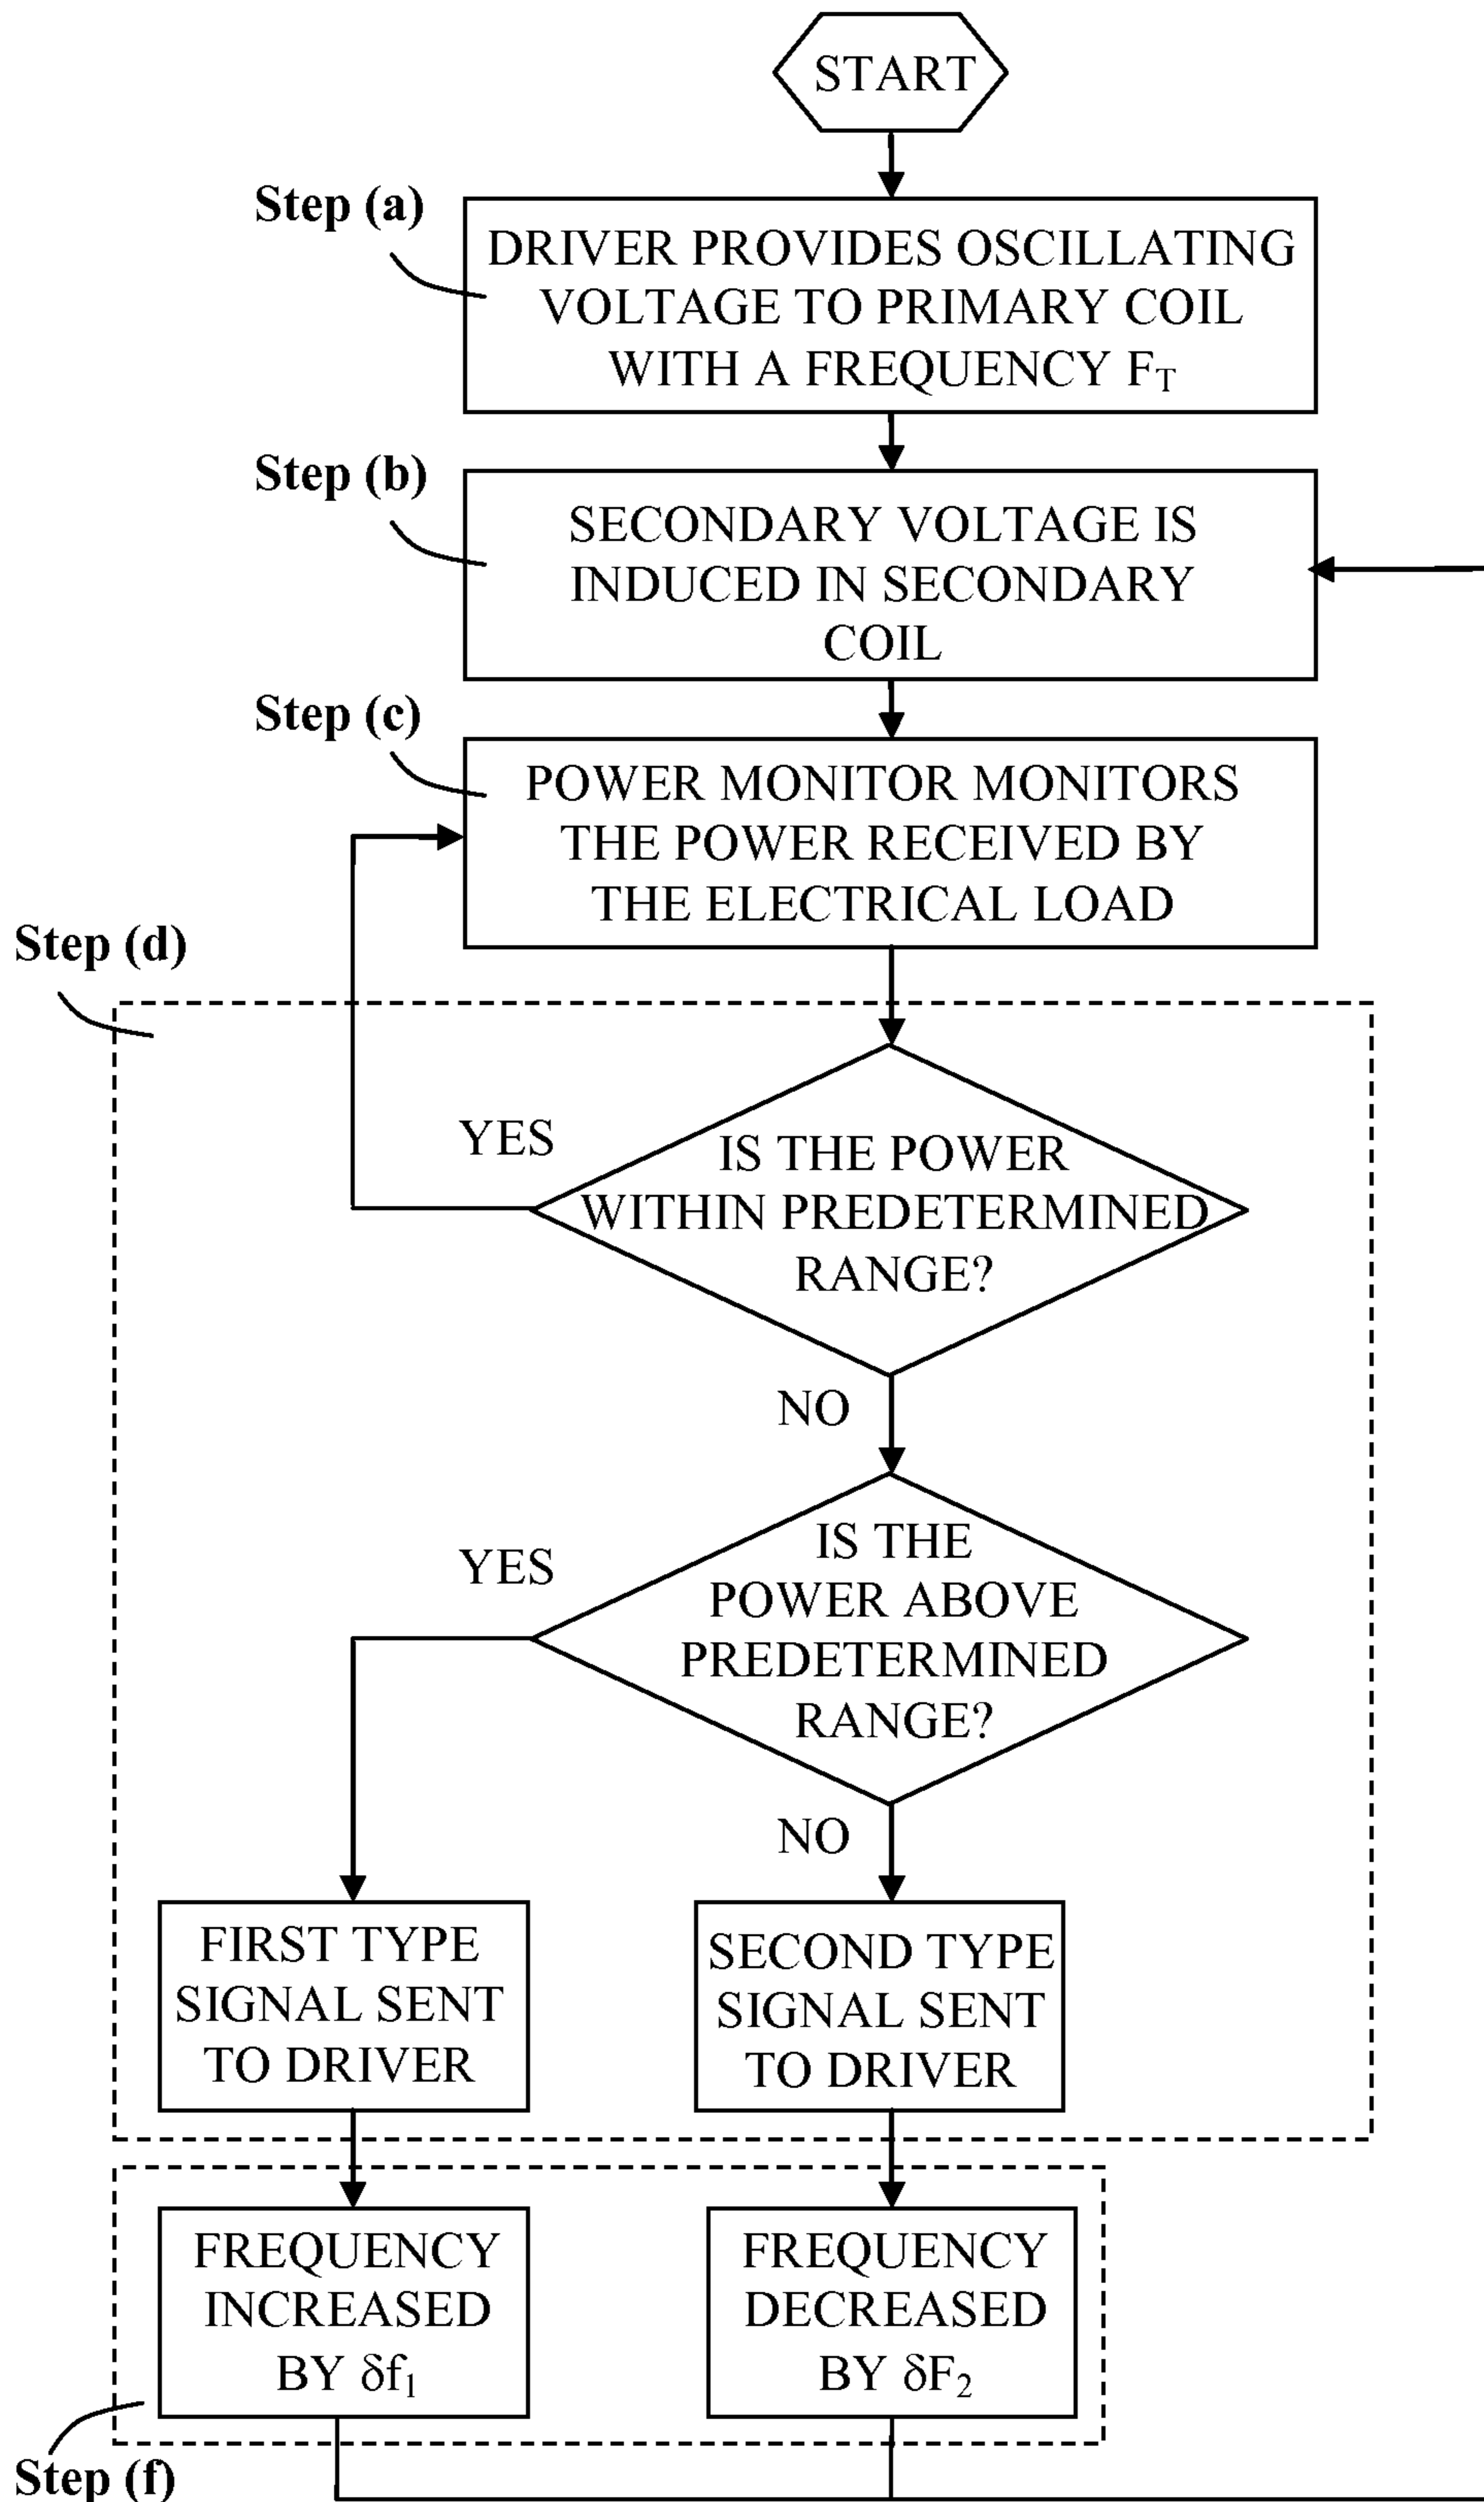 START
Step (a)
DRIVER PROVIDES OSCILLATING
VOLTAGE TO PRIMARY COIL
WITH A FREQUENCY F_T
Step (b)
SECONDARY VOLTAGE IS
INDUCED IN SECONDARY
COIL
Step (c)
POWER MONITOR MONITORS
THE POWER RECEIVED BY
THE ELECTRICAL LOAD
Step (d)
YES
IS THE POWER
WITHIN PREDETERMINED
RANGE?
NO
YES
IS THE
POWER ABOVE
PREDETERMINED
RANGE?
NO
FIRST TYPE
SIGNAL SENT
TO DRIVER
SECOND TYPE
SIGNAL SENT
TO DRIVER
FREQUENCY
INCREASED
BY δf₁
FREQUENCY
DECREASED
BY δF₂
Step (f)